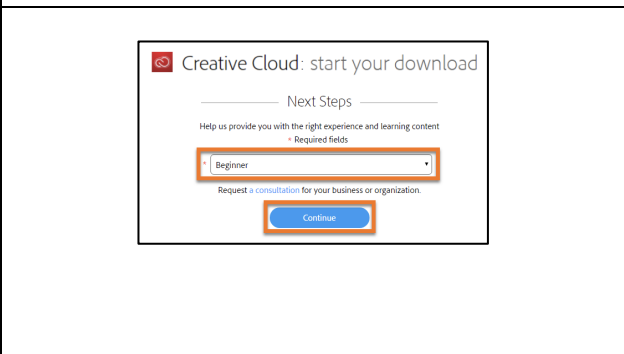 Creative Cloud: start your download
Next Steps
Help us provide you with the right experience and learning content
* Required fields
* Beginner
Request a consultation for your business or organization.
Continue